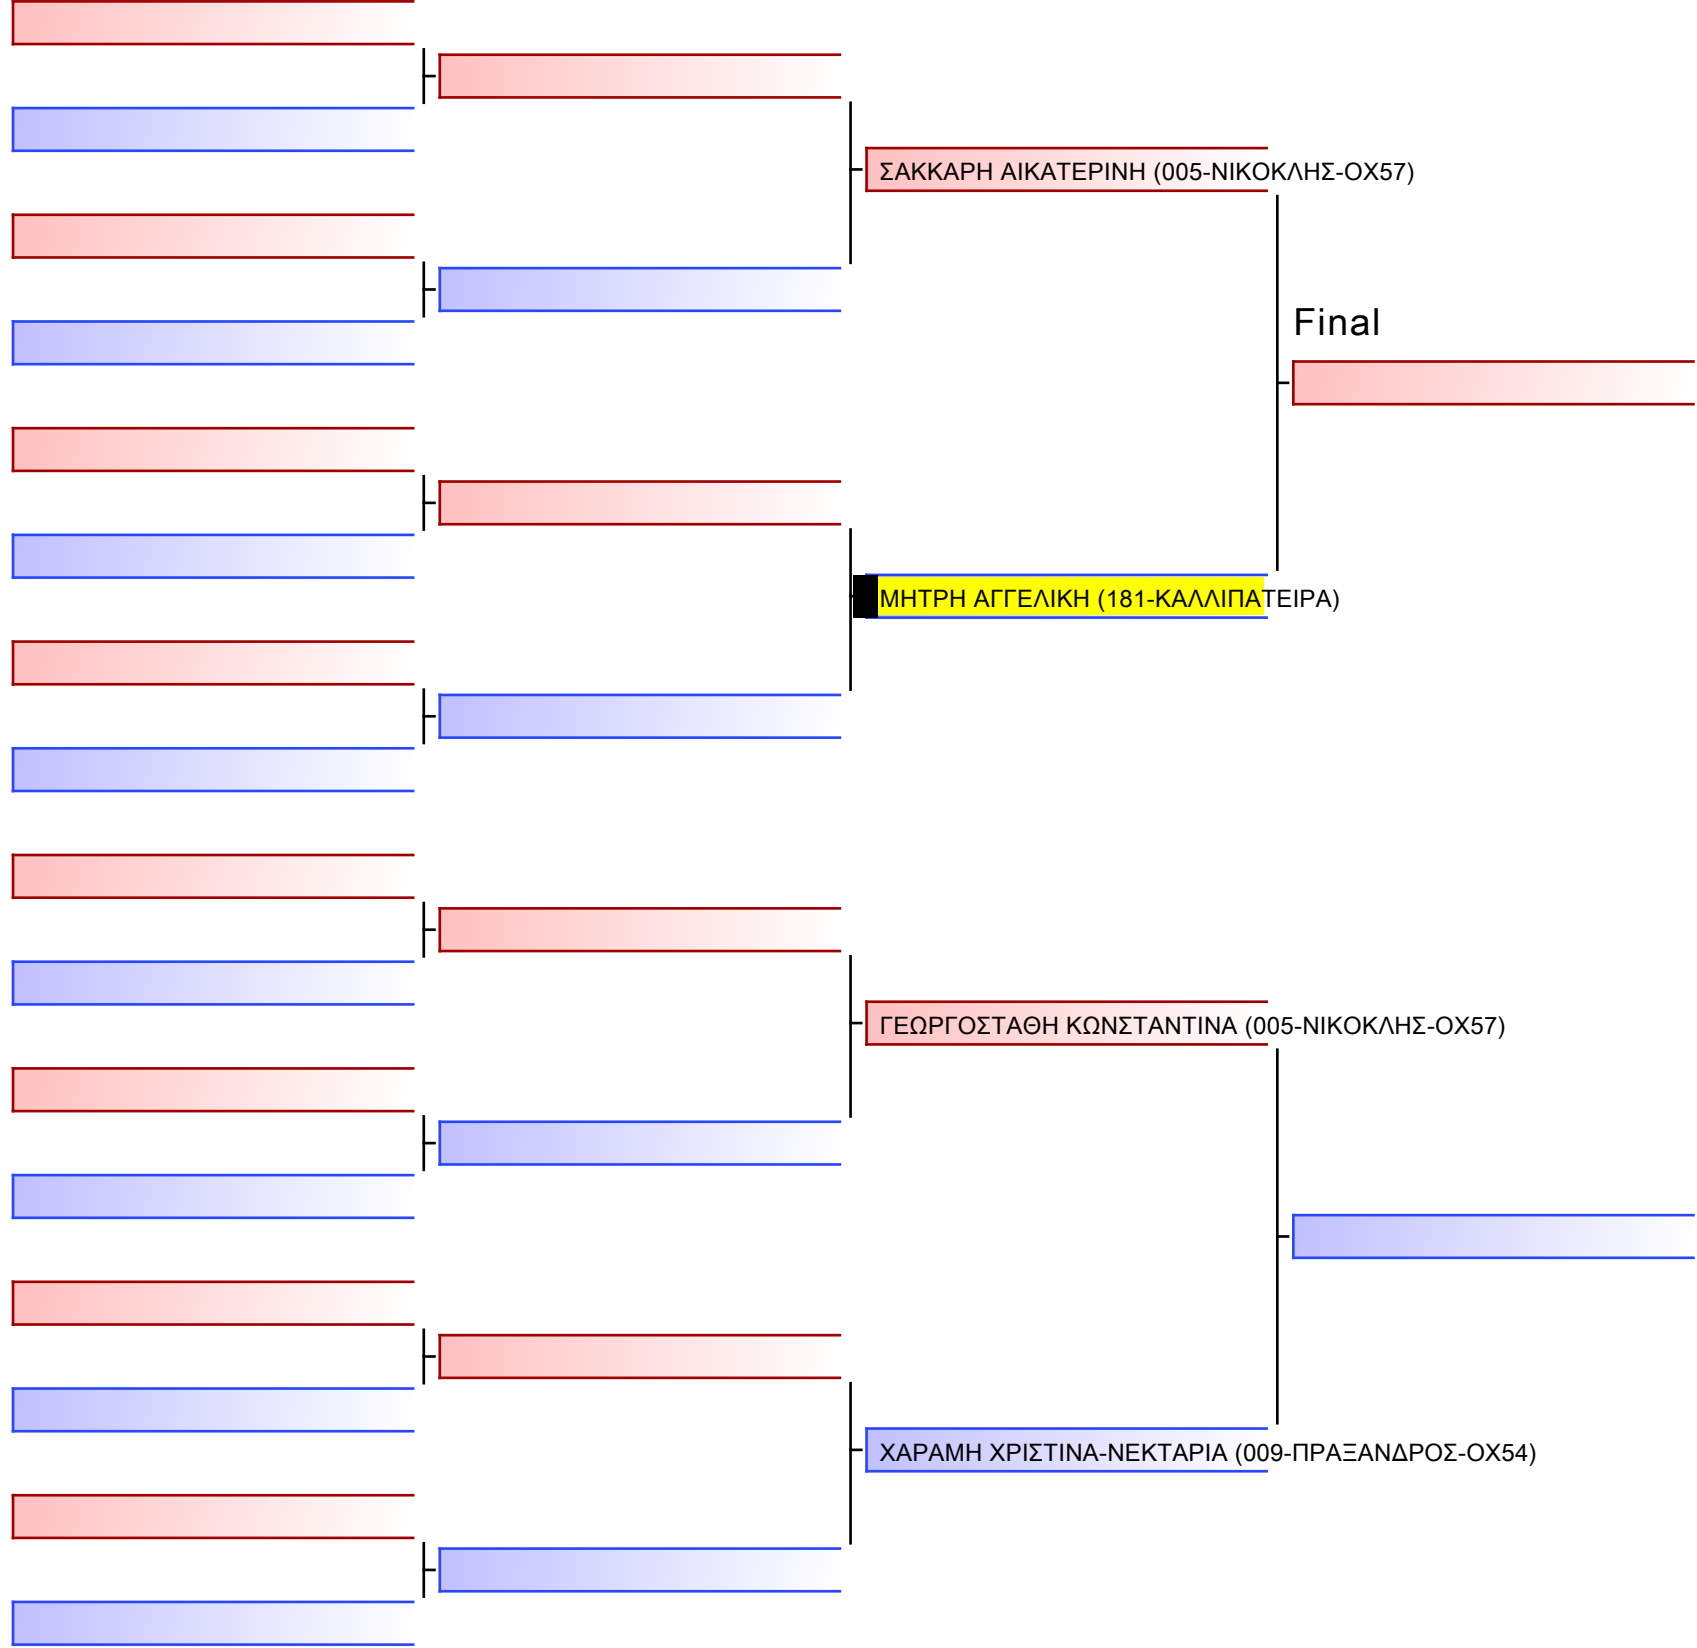 ΣΑΚΚΑΡΗ ΑΙΚΑΤΕΡΙΝΗ (005-ΝΙΚΟΚΛΗΣ-ΟΧ57)
Final
ΜΗΤΡΗ ΑΓΓΕΛΙΚΗ (181-ΚΑΛΛΙΠΑΤΕΙΡΑ)
ΓΕΩΡΓΟΣΤΑΘΗ ΚΩΝΣΤΑΝΤΙΝΑ (005-ΝΙΚΟΚΛΗΣ-ΟΧ57)
ΧΑΡΑΜΗ ΧΡΙΣΤΙΝΑ-ΝΕΚΤΑΡΙΑ (009-ΠΡΑΞΑΝΔΡΟΣ-ΟΧ54)